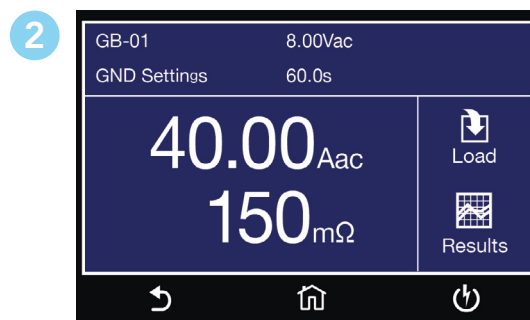 2
GB-01 8.00Vac
GND Settings 60.0s
40.00Aac
150mΩ
Load
Results